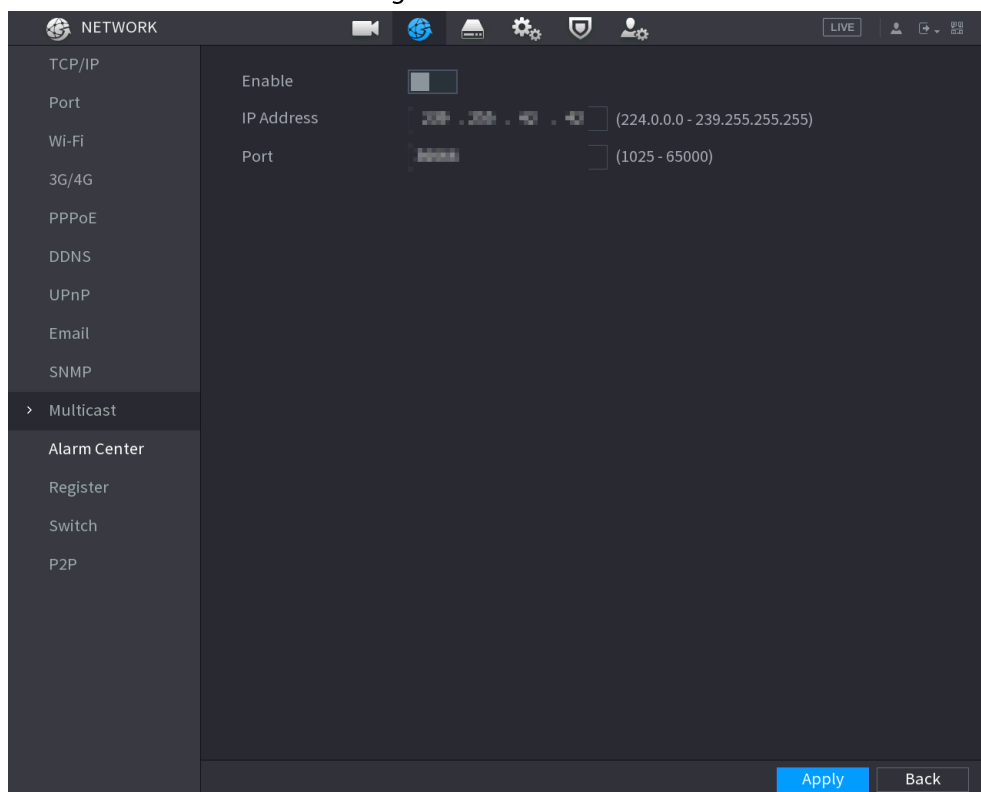 NETWORK
LIVE
TCP/IP
Port
Wi-Fi
3G/4G
PPPoE
DDNS
UPnP
Email
SNMP
Multicast
Alarm Center
Register
Switch
P2P
Enable
IP Address (224.0.0.0 - 239.255.255.255)
Port (1025 - 65000)
Apply Back